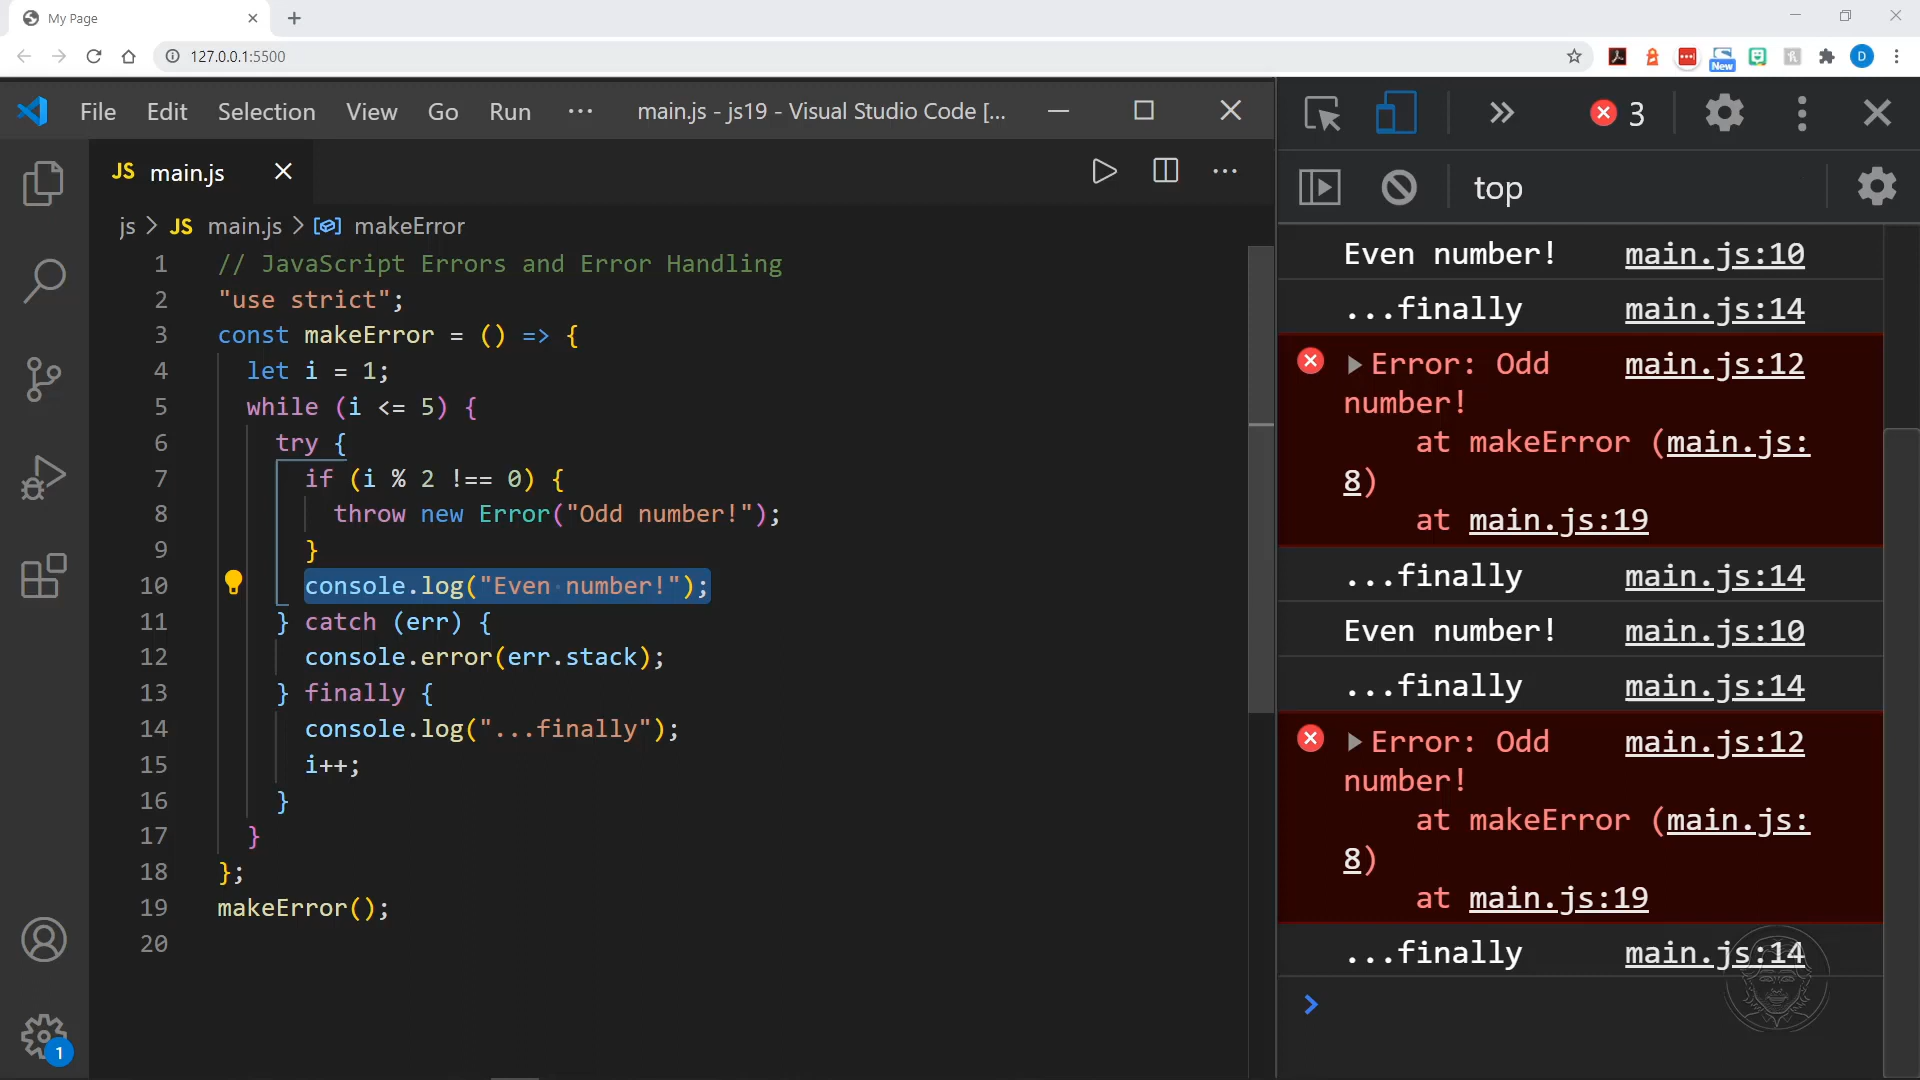 My Page
127.0.0.1:5500
New
D
File Edit Selection View Go Run ··· main.js - js19 - Visual Studio Code [...
JS main.js
js > JS main.js > makeError
1 // JavaScript Errors and Error Handling
2 "use strict";
3 const makeError = () => {
4 let i = 1;
5 while (i <= 5) {
6 try {
7 if (i % 2 !== 0) {
8 throw new Error("Odd number!");
9 }
10 console.log("Even number!");
11 } catch (err) {
12 console.error(err.stack);
13 } finally {
14 console.log("...finally");
15 i++;
16 }
17 }
18 };
19 makeError();
20
1
3
top
Even number! main.js:10
...finally main.js:14
Error: Odd main.js:12
number!
at makeError (main.js:
8)
at main.js:19
...finally main.js:14
Even number! main.js:10
...finally main.js:14
Error: Odd main.js:12
number!
at makeError (main.js:
8)
at main.js:19
...finally main.js:14